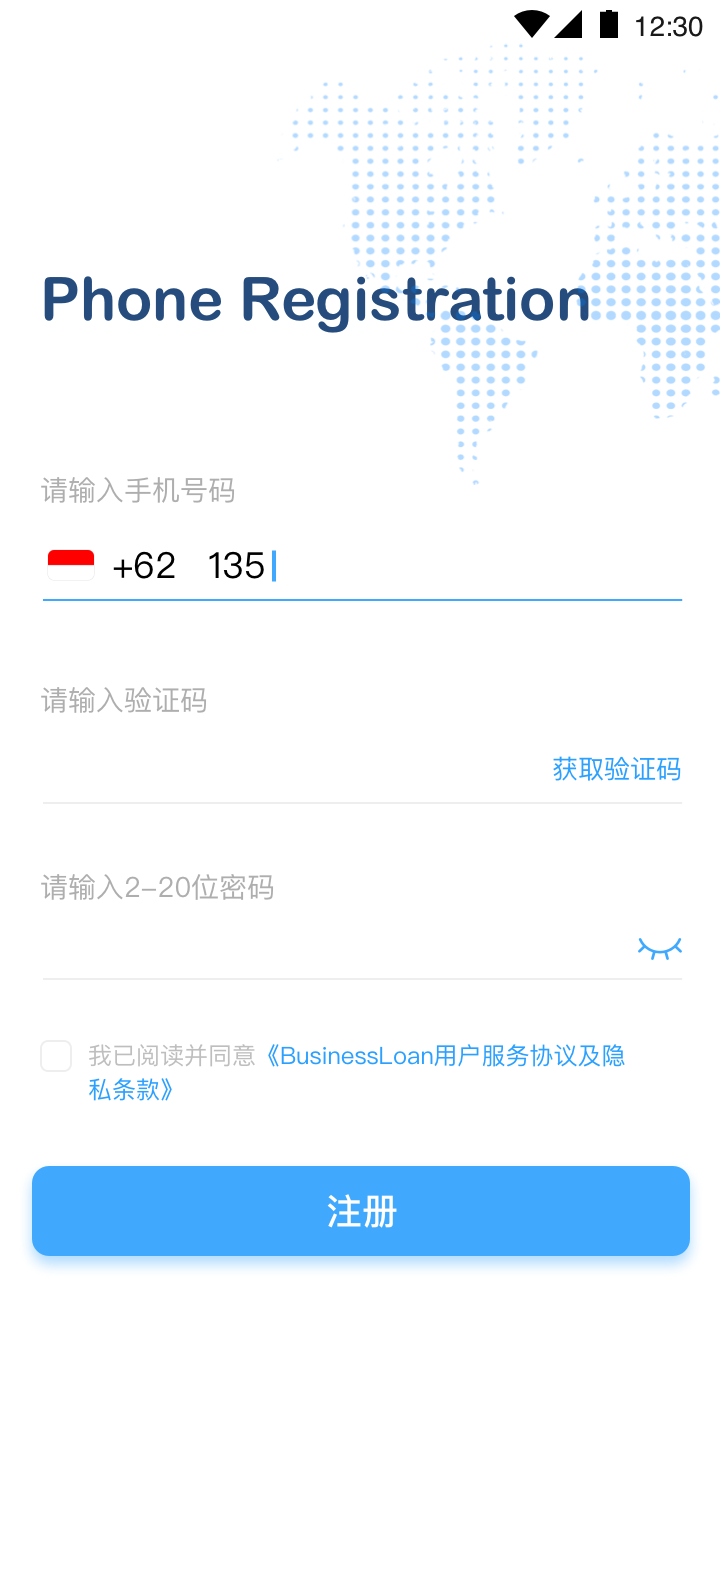 12:30
Phone Registration
请输入手机号码
+62 135
请输入验证码
获取验证码
请输入2-20位密码
我已阅读并同意《BusinessLoan用户服务协议及隐
私条款》
注册